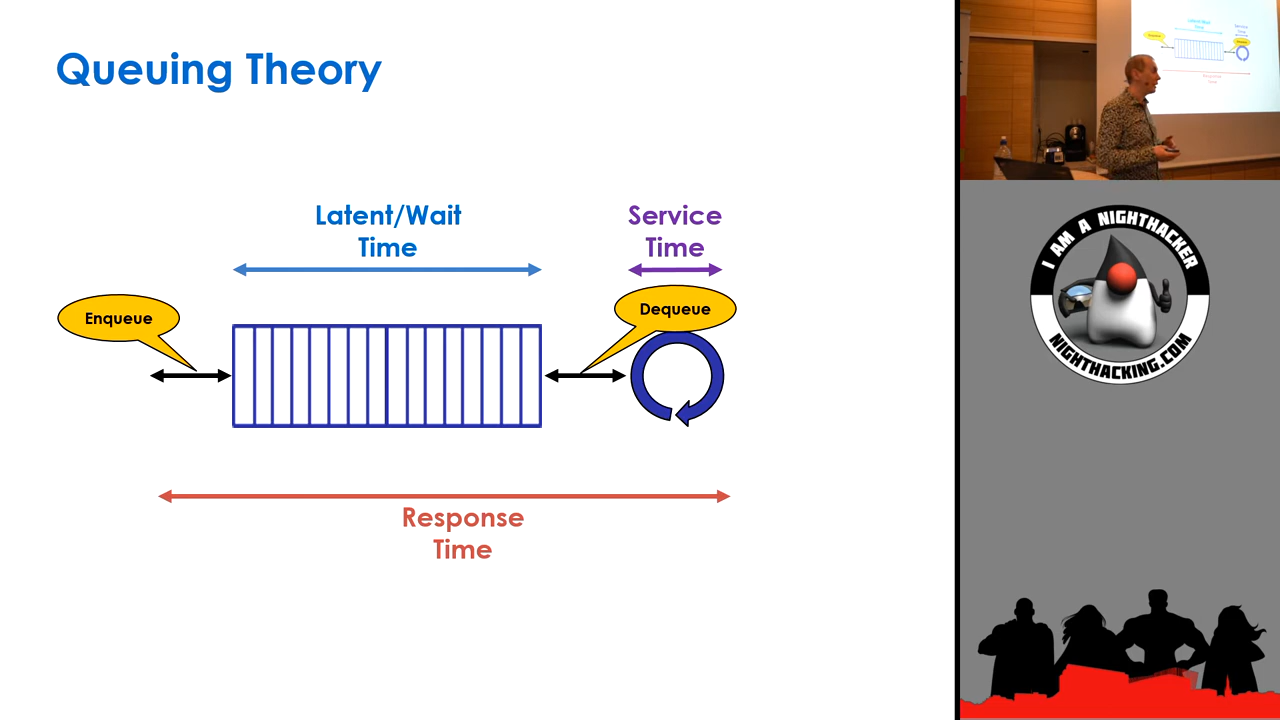 Queuing Theory
Latent/Wait
Time
Service
Time
Enqueue
Dequeue
Response
Time
I AM A NIGHTHACKER
NIGHTHACKING.COM